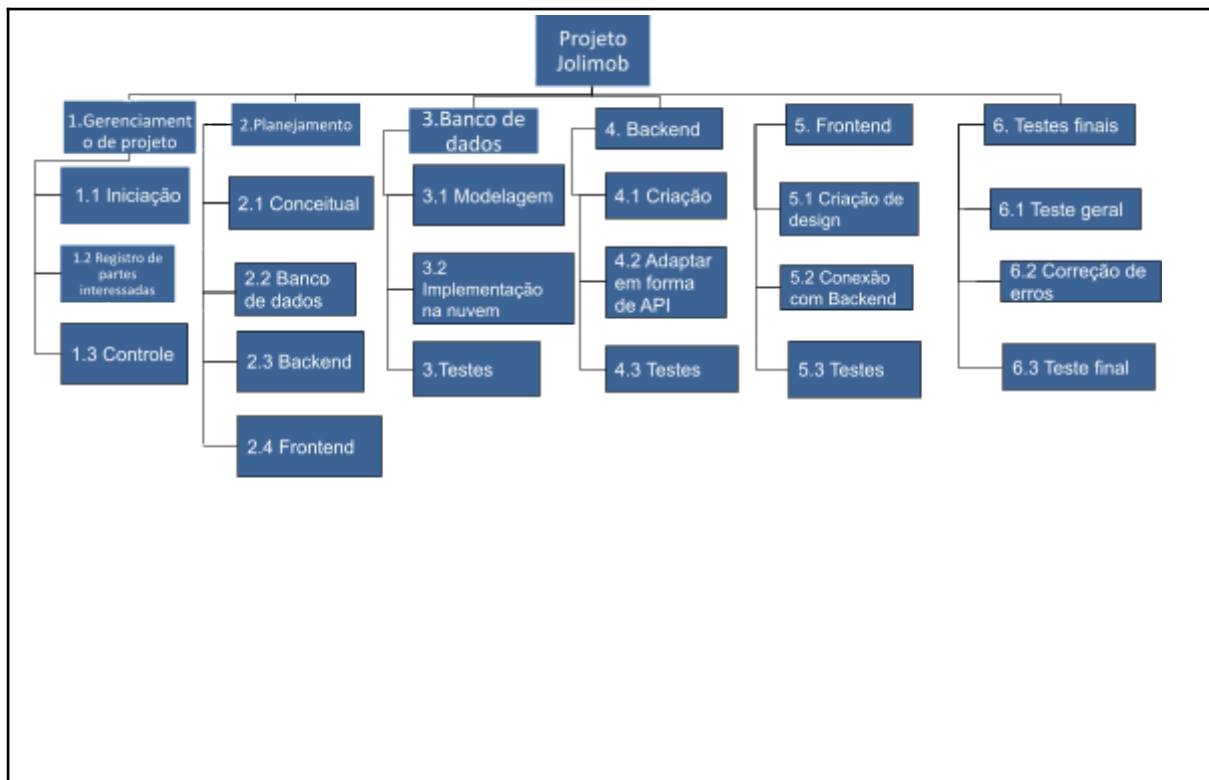 Projeto
Jolimob
1.Gerenciament
o de projeto
1.1 Iniciação
1.2 Registro de
partes
interessadas
1.3 Controle
2.Planejamento
2.1 Conceitual
2.2 Banco
de dados
2.3 Backend
2.4 Frontend
3.Banco de
dados
3.1 Modelagem
3.2
Implementação
na nuvem
3.Testes
4. Backend
4.1 Criação
4.2 Adaptar
em forma
de API
4.3 Testes
5. Frontend
5.1 Criação de
design
5.2 Conexão
com Backend
5.3 Testes
6. Testes finais
6.1 Teste geral
6.2 Correção de
erros
6.3 Teste final